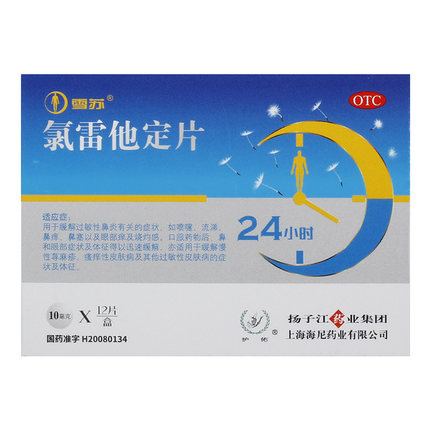 雪苏®
OTC
氯雷他定片
24小时
适应症:
用于缓解过敏性鼻炎有关的症状,如喷嚏、流涕、
鼻痒、鼻塞以及眼部痒及烧灼感。口服药物后,鼻
和眼部症状及体征得以迅速缓解。亦适用于缓解慢
性荨麻疹、瘙痒性皮肤病及其他过敏性皮肤病的症
状及体征。
10毫克 X 12片/盒
国药准字 H20080134
护佑®
扬子江药业集团
上海海尼药业有限公司